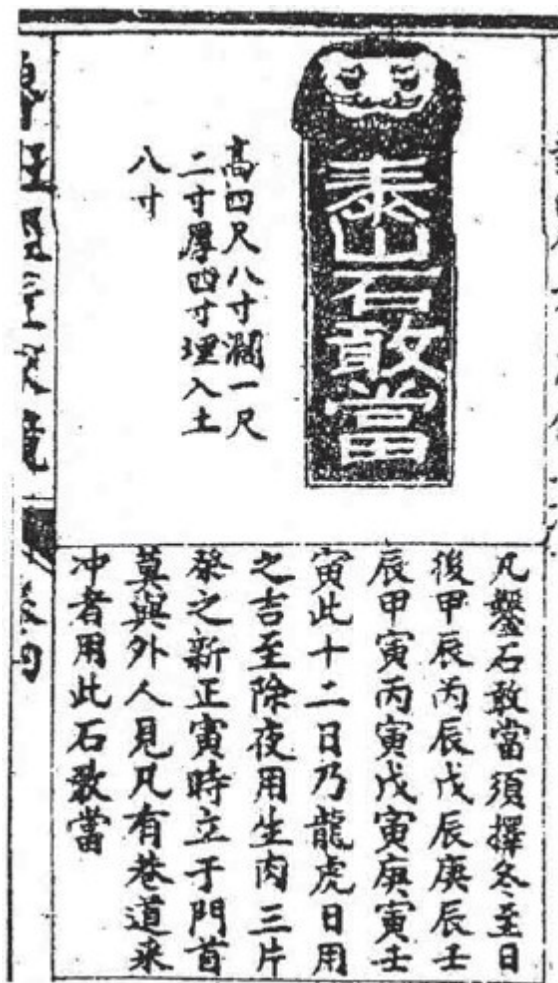 泰山石敢當
高四尺八寸濶一尺
二寸厚四寸埋入土
八寸
凡鑿石敢當須擇冬至日
後甲辰丙辰戊辰庚辰壬
辰甲寅丙寅戊寅庚寅壬
寅此十二日乃龍虎日用
之吉至除夜用生肉三片
祭之新正寅時立于門首
莫與外人見凡有巷道来
冲者用此石敢當